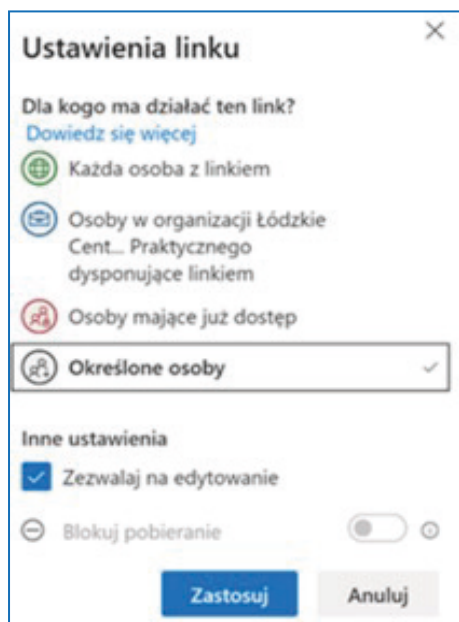 Ustawienia linku
Dla kogo ma działać ten link?
Dowiedz się więcej
Każda osoba z linkiem
Osoby w organizacji Łódzkie
Cent... Praktycznego
dysponujące linkiem
Osoby mające już dostęp
Określone osoby
Inne ustawienia
Zezwalaj na edytowanie
Blokuj pobieranie
Zastosuj Anuluj